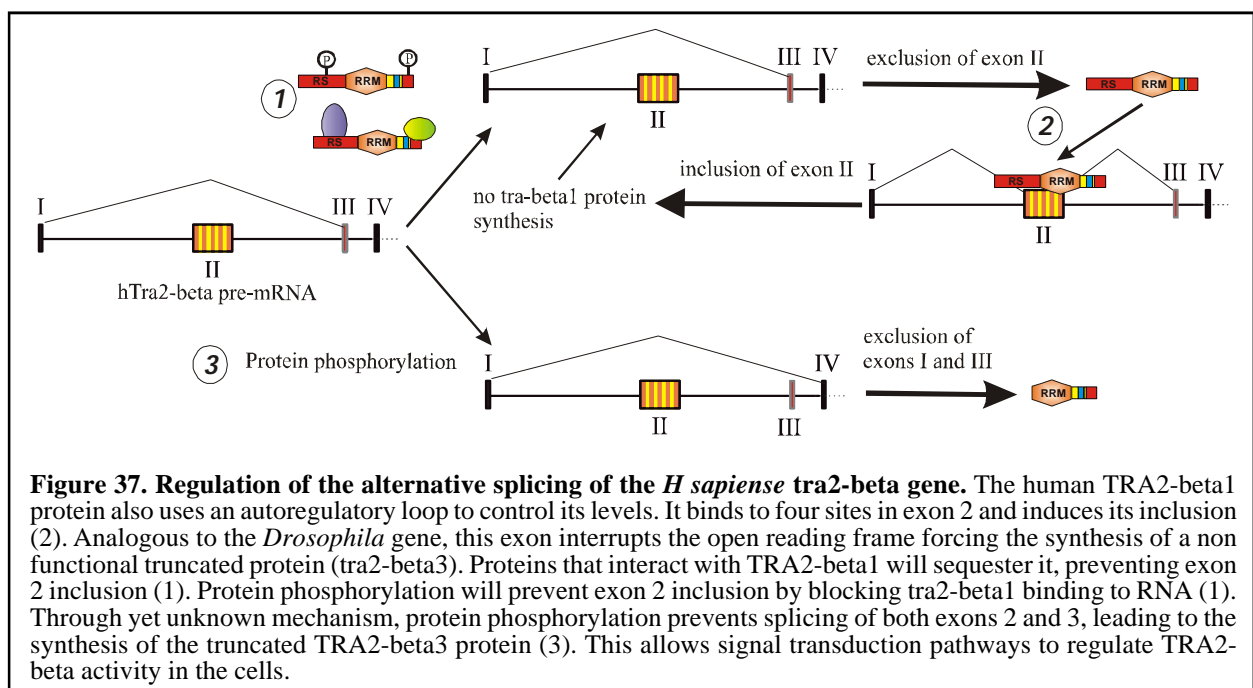 P
P
I
III
IV
exclusion of exon II
RS
RRM
RS
RRM
1
2
RS
RRM
II
inclusion of exon II
I
RS
RRM
III
IV
no tra-beta1 protein
synthesis
II
I
III
IV
II
hTra2-beta pre-mRNA
3
Protein phosphorylation
I
IV
exclusion of
exons I and III
RRM
II
III
Figure 37. Regulation of the alternative splicing of the H sapiense tra2-beta gene. The human TRA2-beta1
protein also uses an autoregulatory loop to control its levels. It binds to four sites in exon 2 and induces its inclusion
(2). Analogous to the Drosophila gene, this exon interrupts the open reading frame forcing the synthesis of a non
functional truncated protein (tra2-beta3). Proteins that interact with TRA2-beta1 will sequester it, preventing exon
2 inclusion (1). Protein phosphorylation will prevent exon 2 inclusion by blocking tra2-beta1 binding to RNA (1).
Through yet unknown mechanism, protein phosphorylation prevents splicing of both exons 2 and 3, leading to the
synthesis of the truncated TRA2-beta3 protein (3). This allows signal transduction pathways to regulate TRA2-
beta activity in the cells.